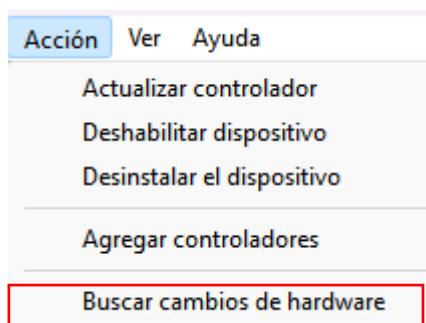 Acción Ver Ayuda
Actualizar controlador
Deshabilitar dispositivo
Desinstalar el dispositivo
Agregar controladores
Buscar cambios de hardware